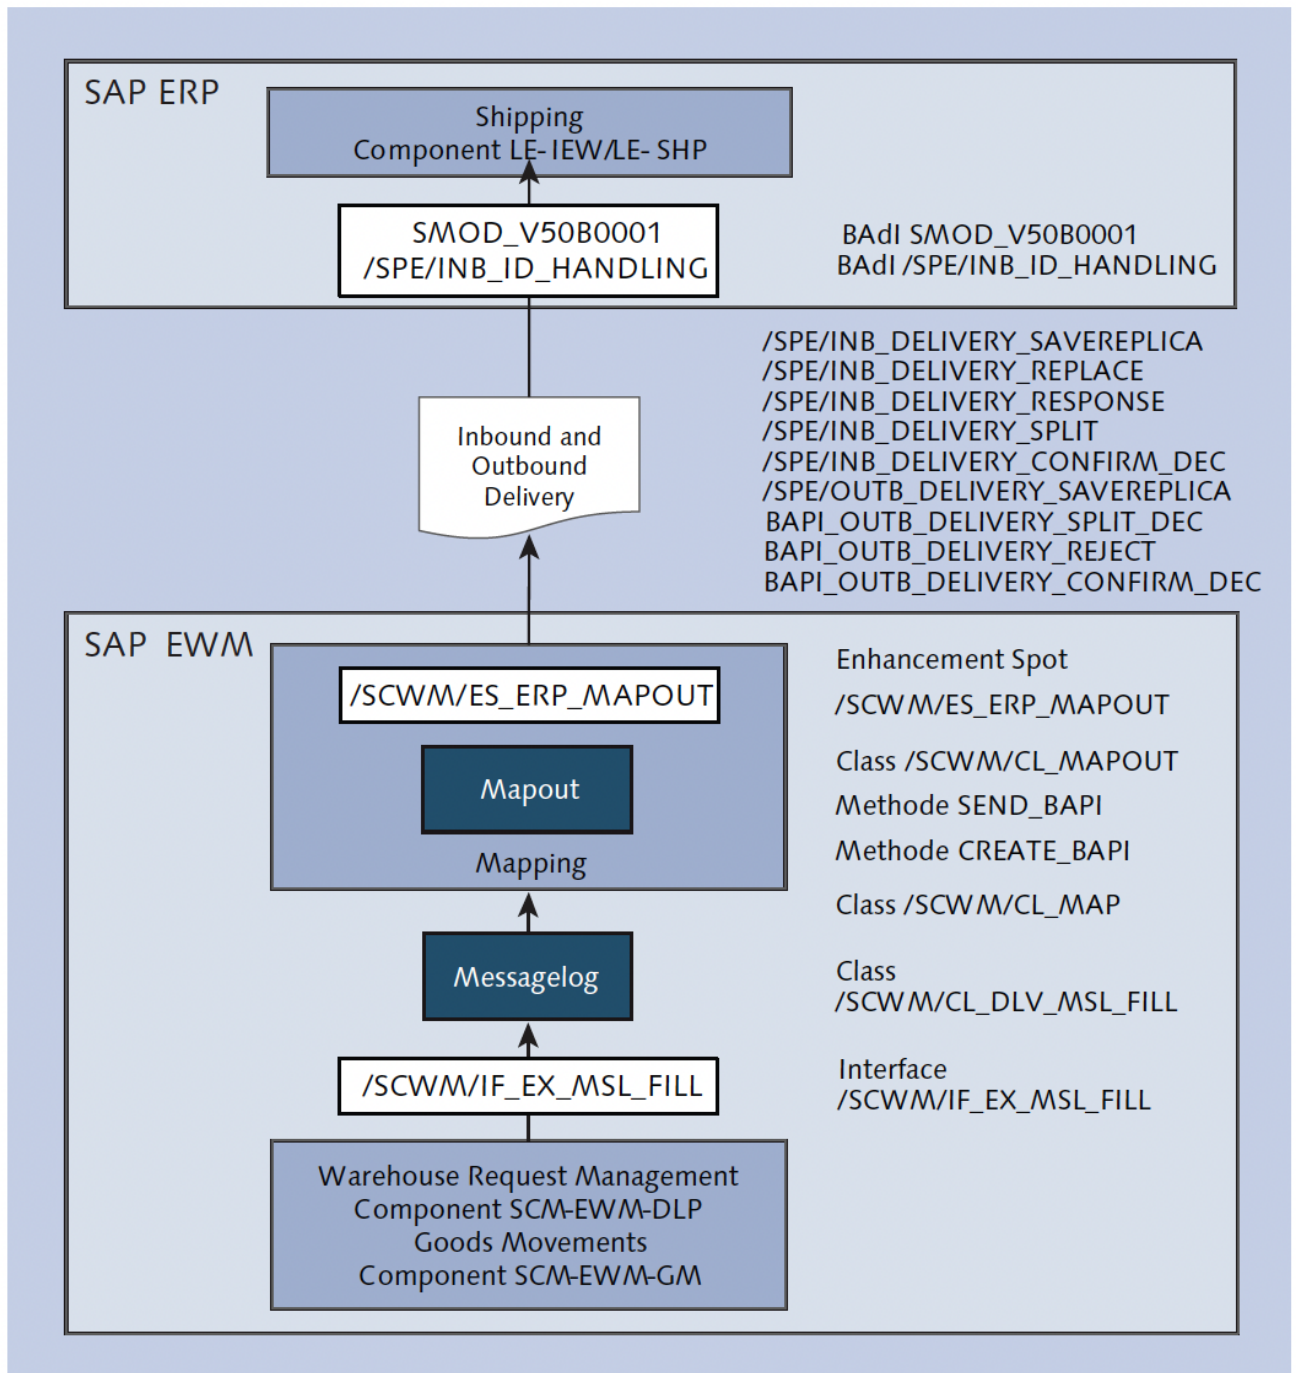 SAP ERP
Shipping
Component LE- IEW/LE- SHP
SMOD_V50B0001
/SPE/INB_ID_HANDLING
BAdI SMOD_V50B0001
BAdI /SPE/INB_ID_HANDLING
/SPE/INB_DELIVERY_SAVEREPLICA
/SPE/INB_DELIVERY_REPLACE
/SPE/INB_DELIVERY_RESPONSE
/SPE/INB_DELIVERY_SPLIT
/SPE/INB_DELIVERY_CONFIRM_DEC
/SPE/OUTB_DELIVERY_SAVEREPLICA
BAPI_OUTB_DELIVERY_SPLIT_DEC
BAPI_OUTB_DELIVERY_REJECT
BAPI_OUTB_DELIVERY_CONFIRM_DEC
Inbound and
Outbound
Delivery
SAP EWM
/SCWM/ES_ERP_MAPOUT
Mapout
Mapping
Messagelog
/SCWM/IF_EX_MSL_FILL
Warehouse Request Management
Component SCM-EWM-DLP
Goods Movements
Component SCM-EWM-GM
Enhancement Spot
/SCWM/ES_ERP_MAPOUT
Class /SCWM/CL_MAPOUT
Methode SEND_BAPI
Methode CREATE_BAPI
Class /SCWM/CL_MAP
Class
/SCWM/CL_DLV_MSL_FILL
Interface
/SCWM/IF_EX_MSL_FILL